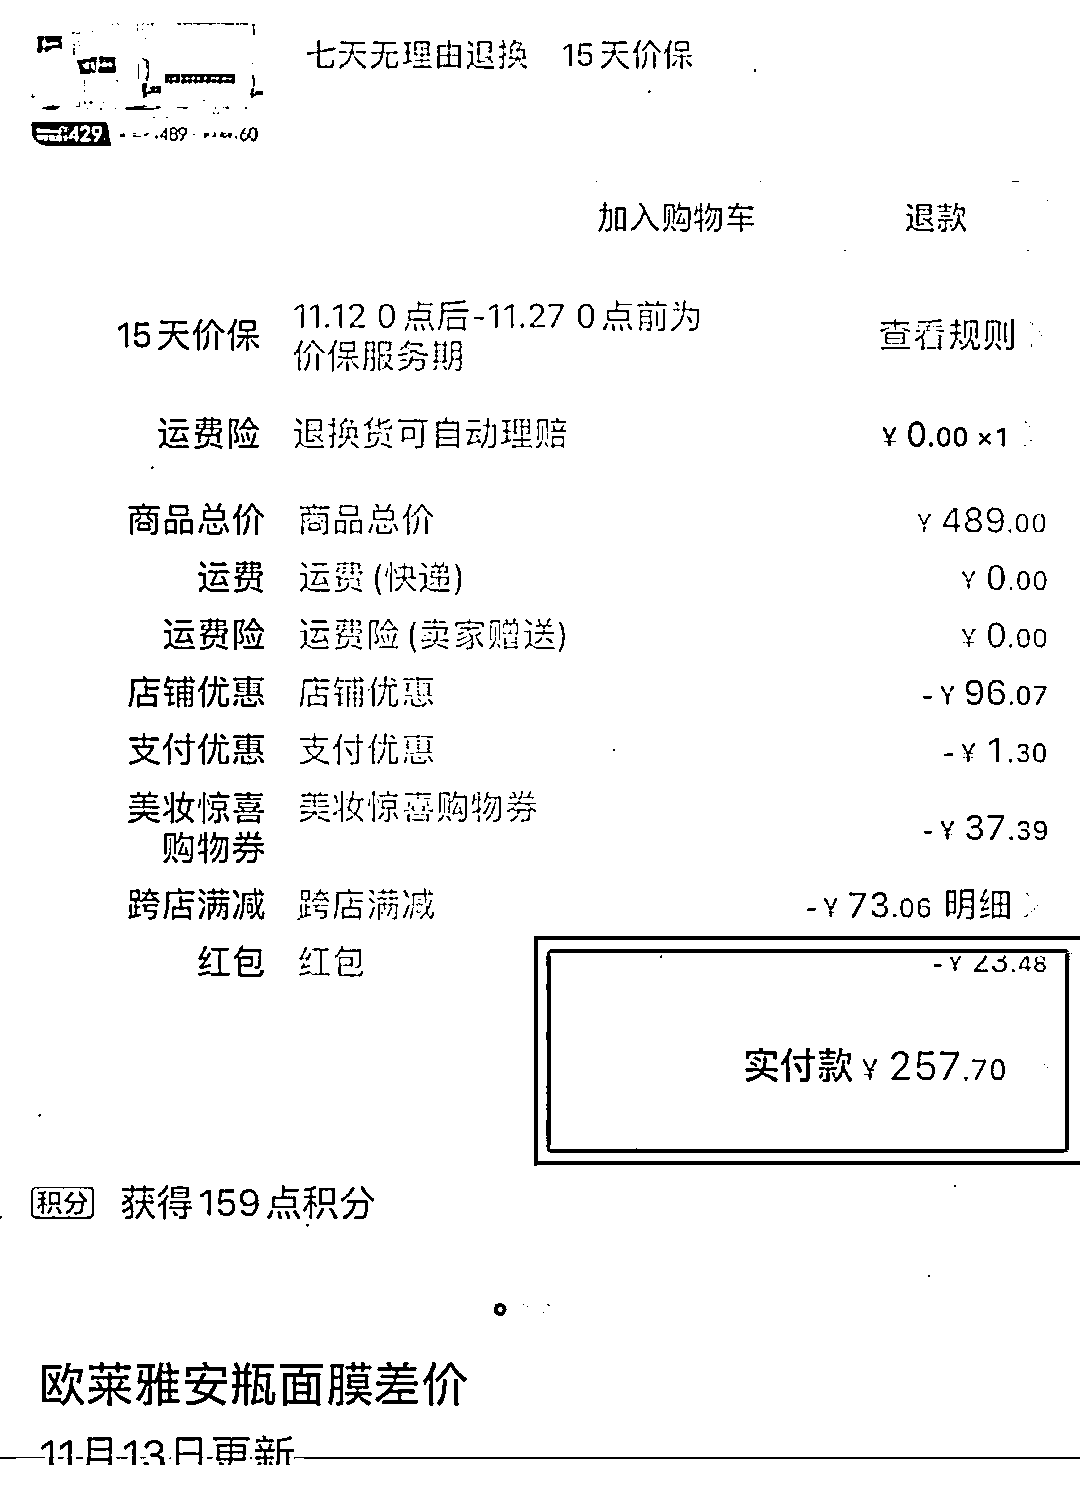 七天无理由退换 15天价保
429 489 60
加入购物车 退款
15天价保 11.12 0点后-11.27 0点前为价保服务期 查看规则
运费险 退换货可自动理赔 ¥0.00 ×1
商品总价 商品总价 ¥489.00
运费 运费(快递) ¥0.00
运费险 运费险(卖家赠送) ¥0.00
店铺优惠 店铺优惠 -¥96.07
支付优惠 支付优惠 -¥1.30
美妆惊喜购物券 美妆惊喜购物券 -¥37.39
跨店满减 跨店满减 -¥73.06 明细
红包 红包 -¥23.48
实付款¥257.70
积分 获得159点积分
欧莱雅安瓶面膜差价
11月13日更新